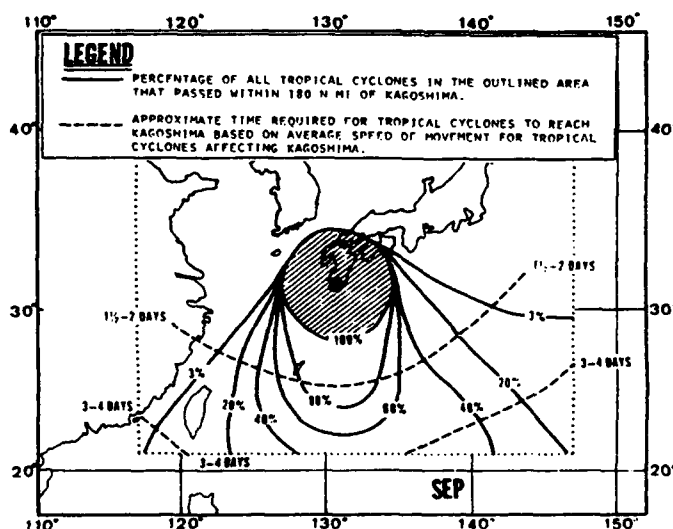 110° 120° 130° 140° 150°
LEGEND
PERCENTAGE OF ALL TROPICAL CYCLONES IN THE OUTLINED AREA
THAT PASSED WITHIN 180 N MI OF KAGOSHIMA.
APPROXIMATE TIME REQUIRED FOR TROPICAL CYCLONES TO REACH
KAGOSHIMA BASED ON AVERAGE SPEED OF MOVEMENT FOR TROPICAL
CYCLONES AFFECTING KAGOSHIMA.
40° 40°
1½-2 DAYS
30° 30°
1½-2 DAYS
3%
100%
3%
3-4 DAYS
20%
3-4 DAYS
20%
40%
80%
60%
40%
3-4 DAYS
20° 20°
SEP
110° 120° 130° 140° 150°